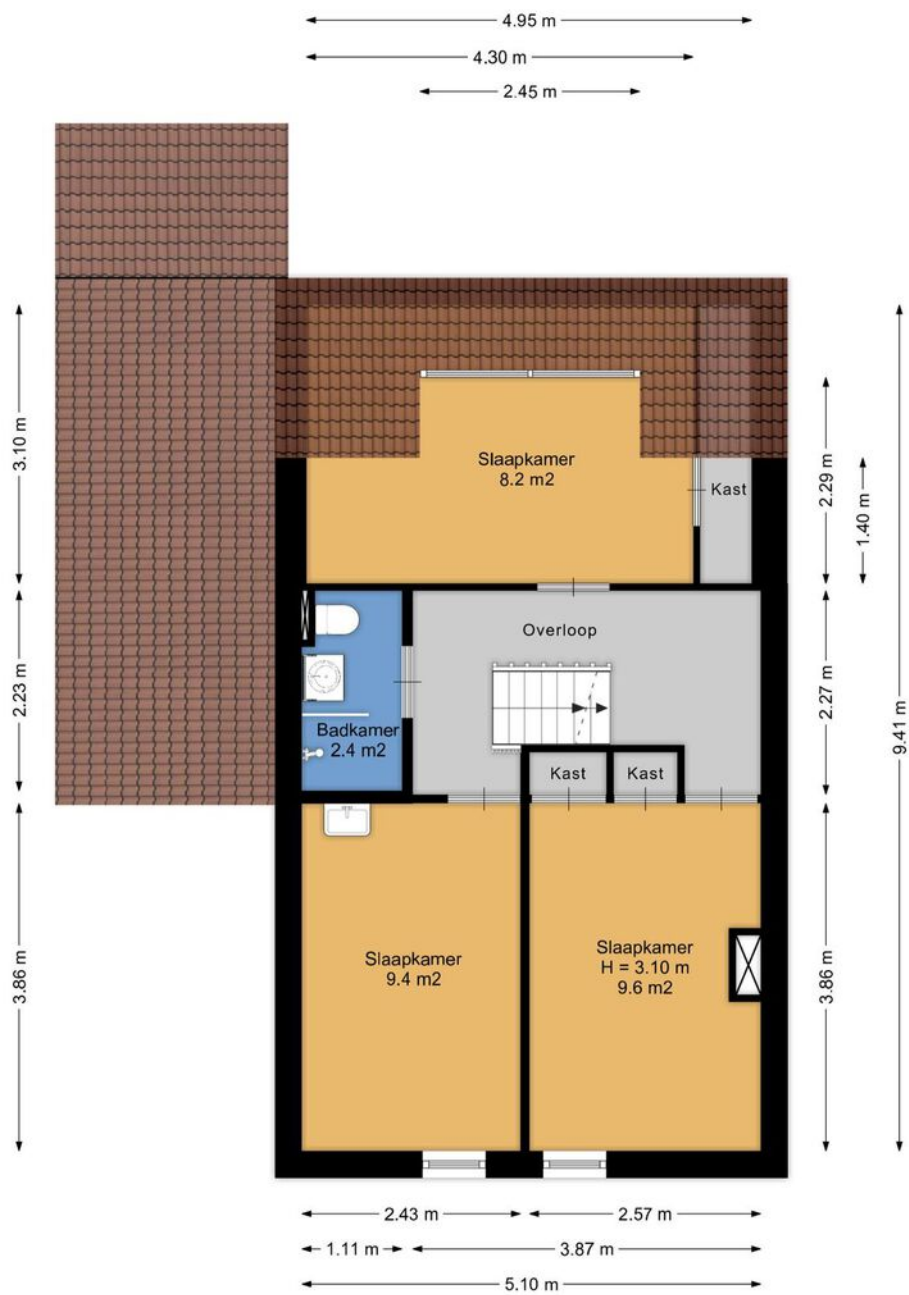 4.95 m
4.30 m
2.45 m
3.10 m
2.23 m
3.86 m
Slaapkamer
8.2 m2
Kast
Overloop
Badkamer
2.4 m2
Kast
Kast
Slaapkamer
9.4 m2
Slaapkamer
H = 3.10 m
9.6 m2
2.29 m
1.40 m
2.27 m
9.41 m
3.86 m
2.43 m
2.57 m
1.11 m
3.87 m
5.10 m